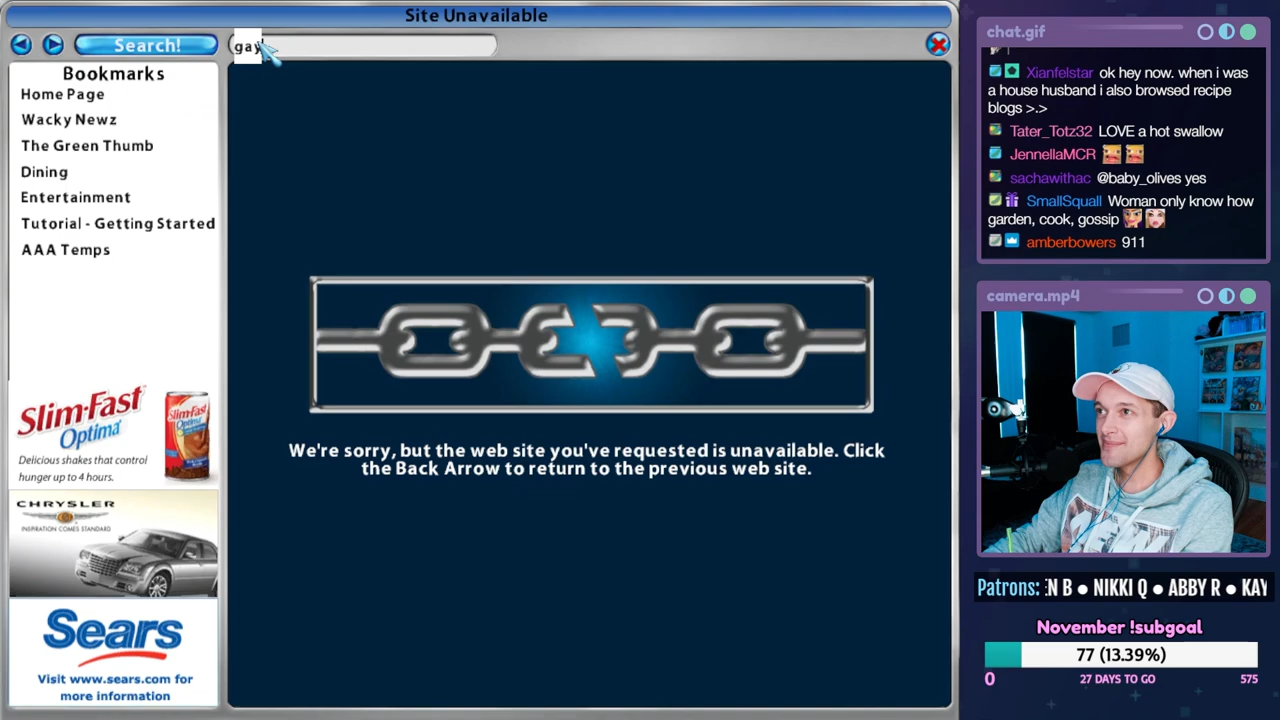 Site Unavailable
Search!
gay
Bookmarks
Home Page
Wacky Newz
The Green Thumb
Dining
Entertainment
Tutorial - Getting Started
AAA Temps
Slim•Fast
Optima
Delicious shakes that control
hunger up to 4 hours.
CHRYSLER
INSPIRATION COMES STANDARD
Sears
Visit www.sears.com for
more information
We're sorry, but the web site you've requested is unavailable. Click
the Back Arrow to return to the previous web site.
chat.gif
Xianfelstar ok hey now. when i was
a house husband i also browsed recipe
blogs >.>
Tater_Totz32 LOVE a hot swallow
JennellaMCR
sachawithac @baby_olives yes
SmallSquall Woman only know how
garden, cook, gossip
amberbowers 911
camera.mp4
Patrons: EN B ● NIKKI Q ● ABBY R ● KAY
November !subgoal
77 (13.39%)
0 27 DAYS TO GO 575